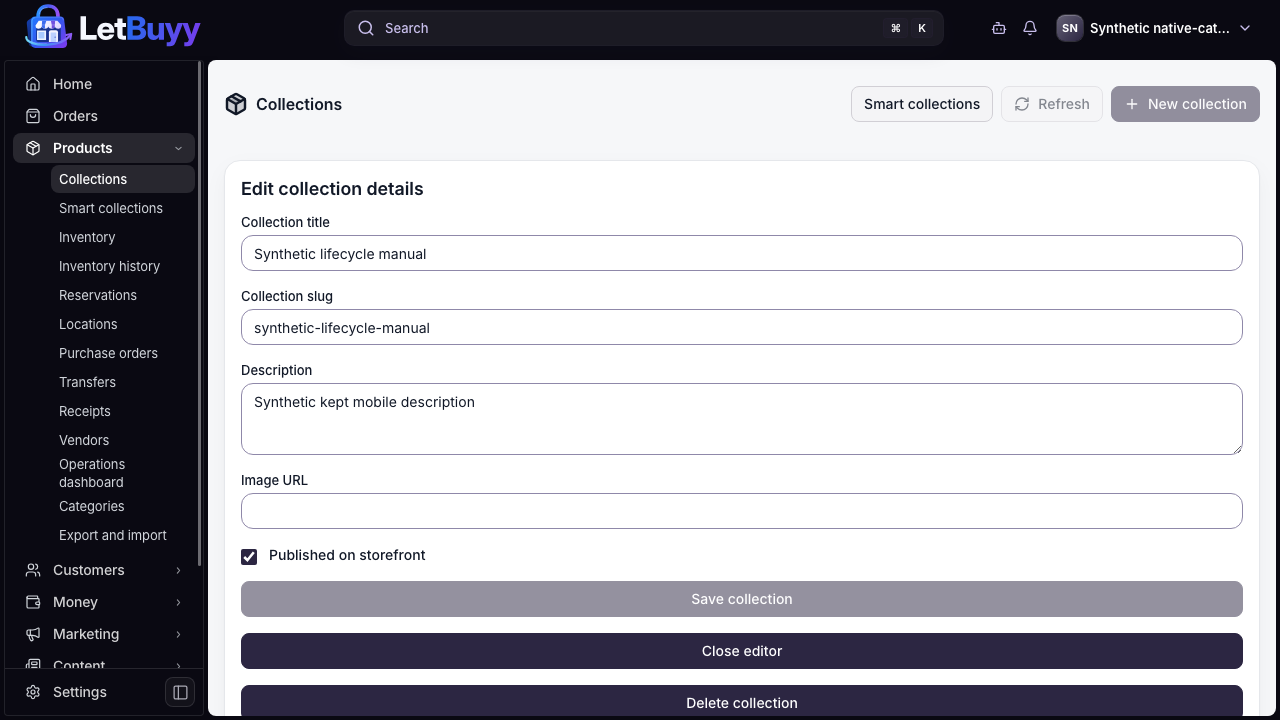 LetBuyy
Search
⌘ K
SN
Synthetic native-cat...
Home
Orders
Products
Collections
Smart collections
Inventory
Inventory history
Reservations
Locations
Purchase orders
Transfers
Receipts
Vendors
Operations
dashboard
Categories
Export and import
Customers
Money
Marketing
Content
Settings
Collections
Smart collections
Refresh
New collection
Edit collection details
Collection title
Synthetic lifecycle manual
Collection slug
synthetic-lifecycle-manual
Description
Synthetic kept mobile description
Image URL
Published on storefront
Save collection
Close editor
Delete collection